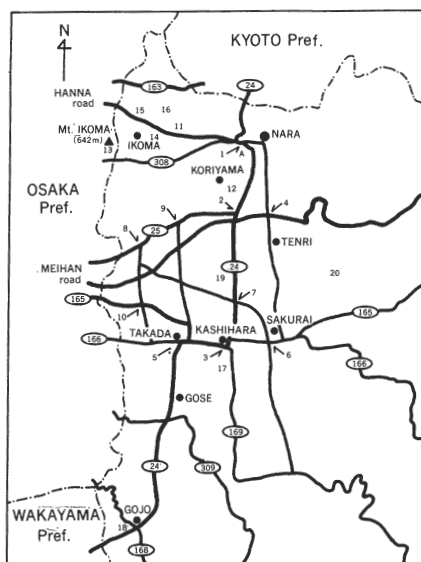 N
KYOTO Pref.
163
24
HANNA
road
15
16
11
NARA
Mt. IKOMA
(642m)
13
14
IKOMA
308
1
A
KORIYAMA
12
OSAKA
Pref.
2
4
9
8
25
TENRI
MEIHAN
road
24
19
20
165
7
10
TAKADA
KASHIHARA
SAKURAI
165
166
5
3
6
17
166
GOSE
169
24'
309
WAKAYAMA
Pref.
GOJO
18
168